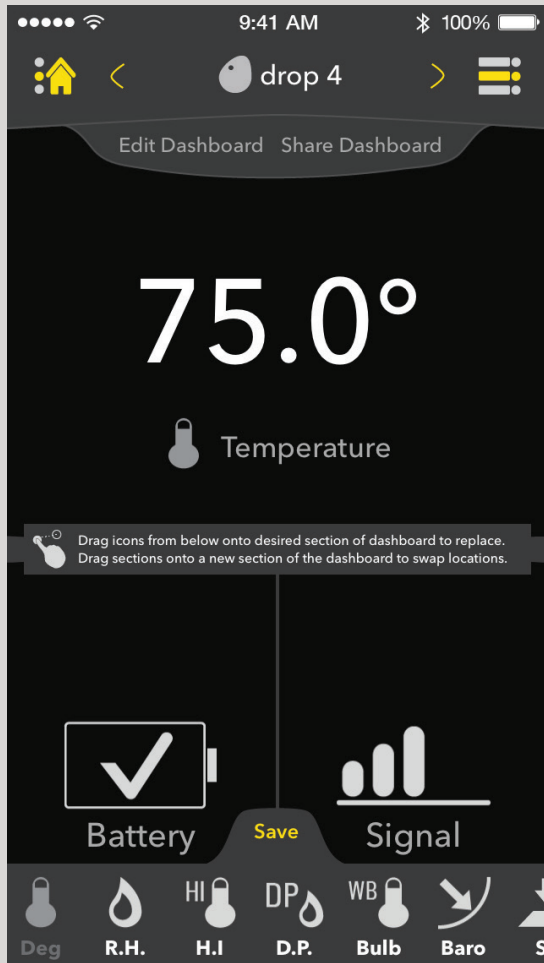 9:41 AM
100%
drop 4
Edit Dashboard Share Dashboard
75.0°
Temperature
Drag icons from below onto desired section of dashboard to replace.
Drag sections onto a new section of the dashboard to swap locations.
Battery
Save
Signal
HI
DP
WB
Deg
R.H.
H.I
D.P.
Bulb
Baro